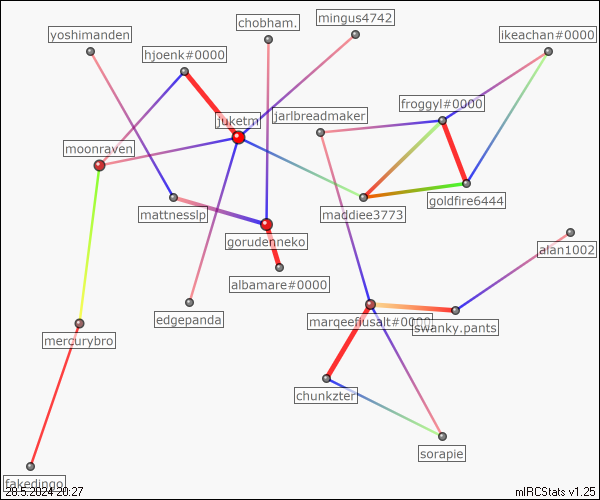 mingus4742
chobham.
yoshimanden
ikeachan#0000
hjoenk#0000
froggyl#0000
jarlbreadmaker
juketm
moonraven
goldfire6444
mattnesslp
maddiee3773
gorudenneko
alan1002
albamare#0000
edgepanda
marqeefiusalt#0000
swanky.pants
mercurybro
chunkzter
sorapie
fakedingo
20.5.2024 20:27
mIRCStats v1.25